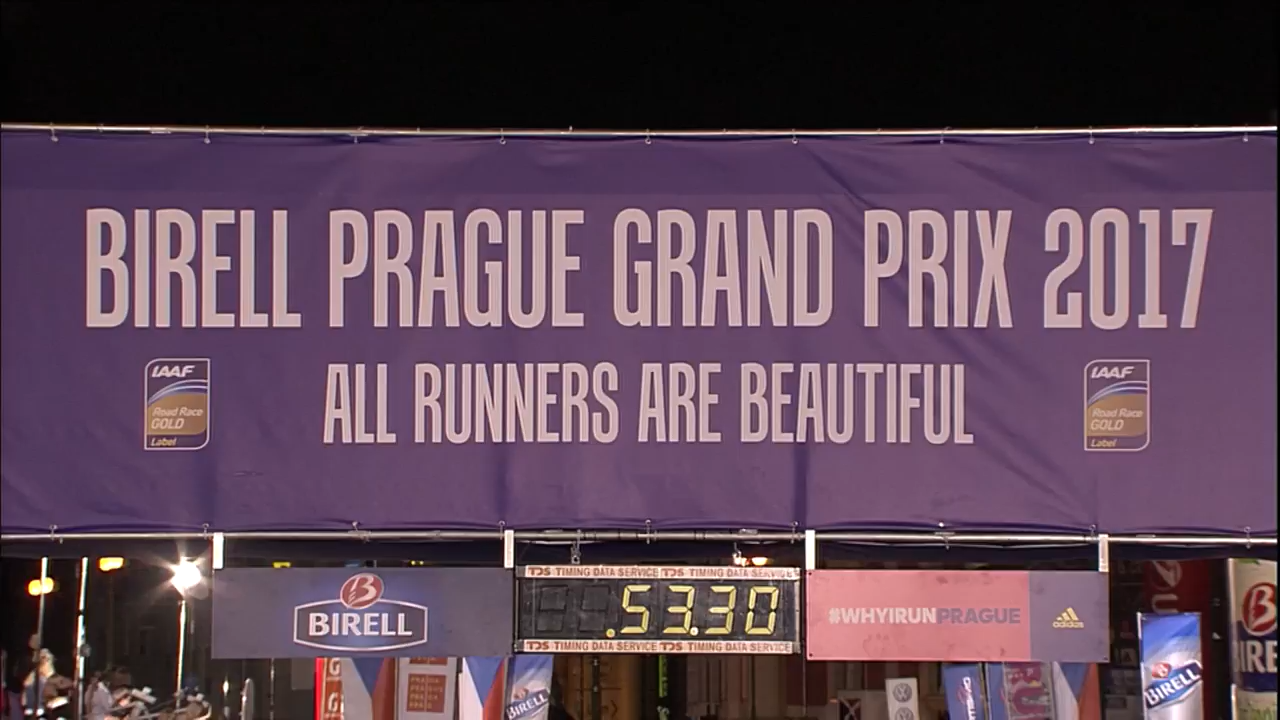 BIRELL PRAGUE GRAND PRIX 2017
ALL RUNNERS ARE BEAUTIFUL
IAAF
Road Race
GOLD
Label
IAAF
Road Race
GOLD
Label
TDS TIMING DATA SERVICE TDS TIMING DATA SERVICE
.53.30
TDS TIMING DATA SERVICE TDS TIMING DATA SERVICE
B
BIRELL
#WHYIRUNPRAGUE
adidas
BIRELL
BIRELL
B
BIRE